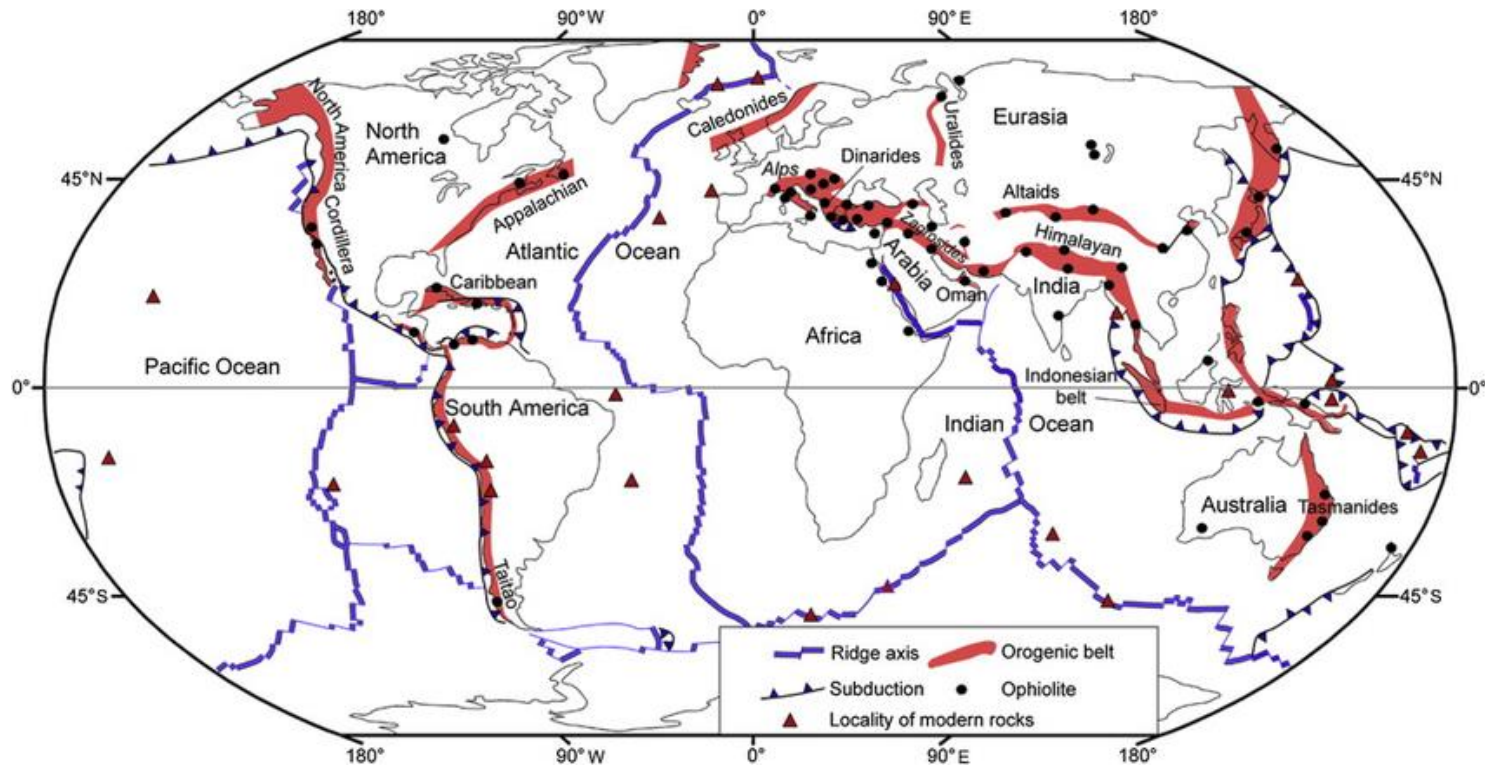 180°
90°W
0°
90°E
180°
North America Cordillera
North
America
Caledonides
Uralides
Eurasia
Alps
Dinarides
45°N
45°N
Appalachian
Altaids
Atlantic
Ocean
Zagrosides
Himalayan
Arabia
Caribbean
Oman
India
Africa
Pacific Ocean
Indonesian
belt
0°
0°
South America
Indian
Ocean
Australia
Tasmanides
Taitao
45°S
45°S
Ridge axis
Orogenic belt
Subduction
Ophiolite
Locality of modern rocks
180°
90°W
0°
90°E
180°